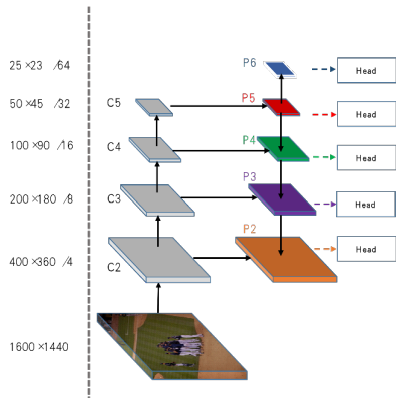 25×23 /64
P6
Head
50×45 /32
C5
P5
Head
100×90 /16
C4
P4
Head
200×180 /8
C3
P3
Head
400×360 /4
C2
P2
Head
1600×1440